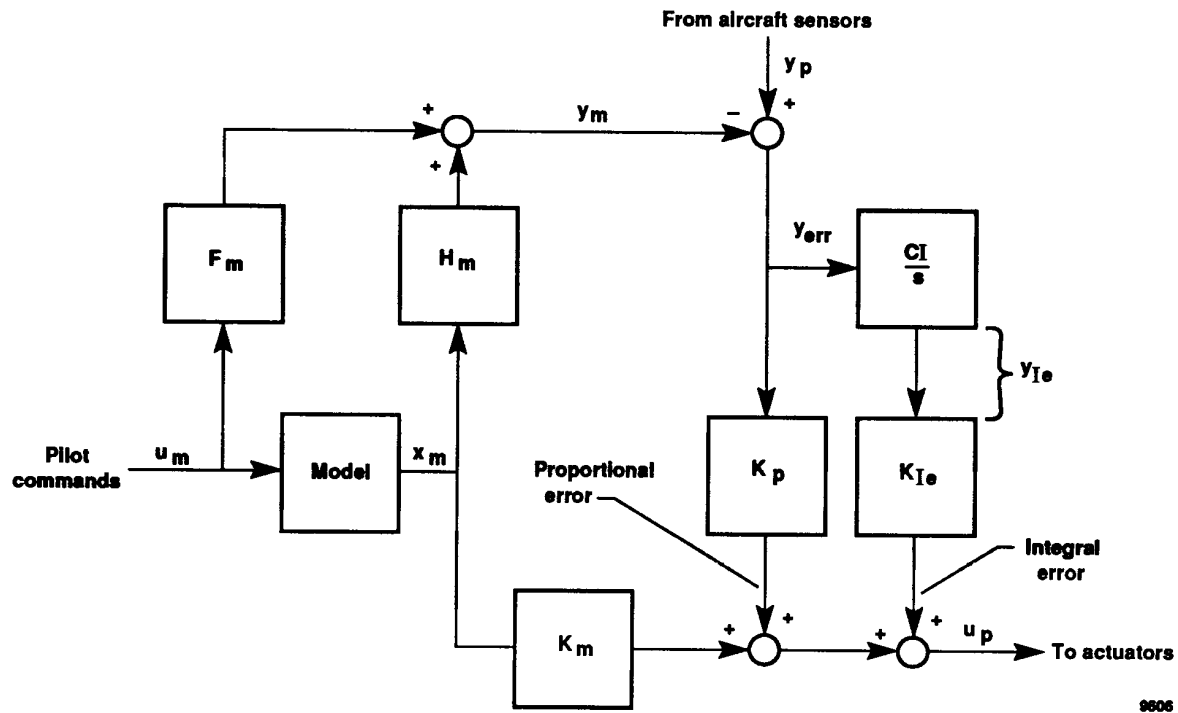 From aircraft sensors
y p
+
−
+
y m
+
F m
H m
y err
CI
s
y Ie
Pilot
commands
u m
Model
x m
Proportional
error
K p
K Ie
Integral
error
K m
+
+
+
+
u p
To actuators
9606